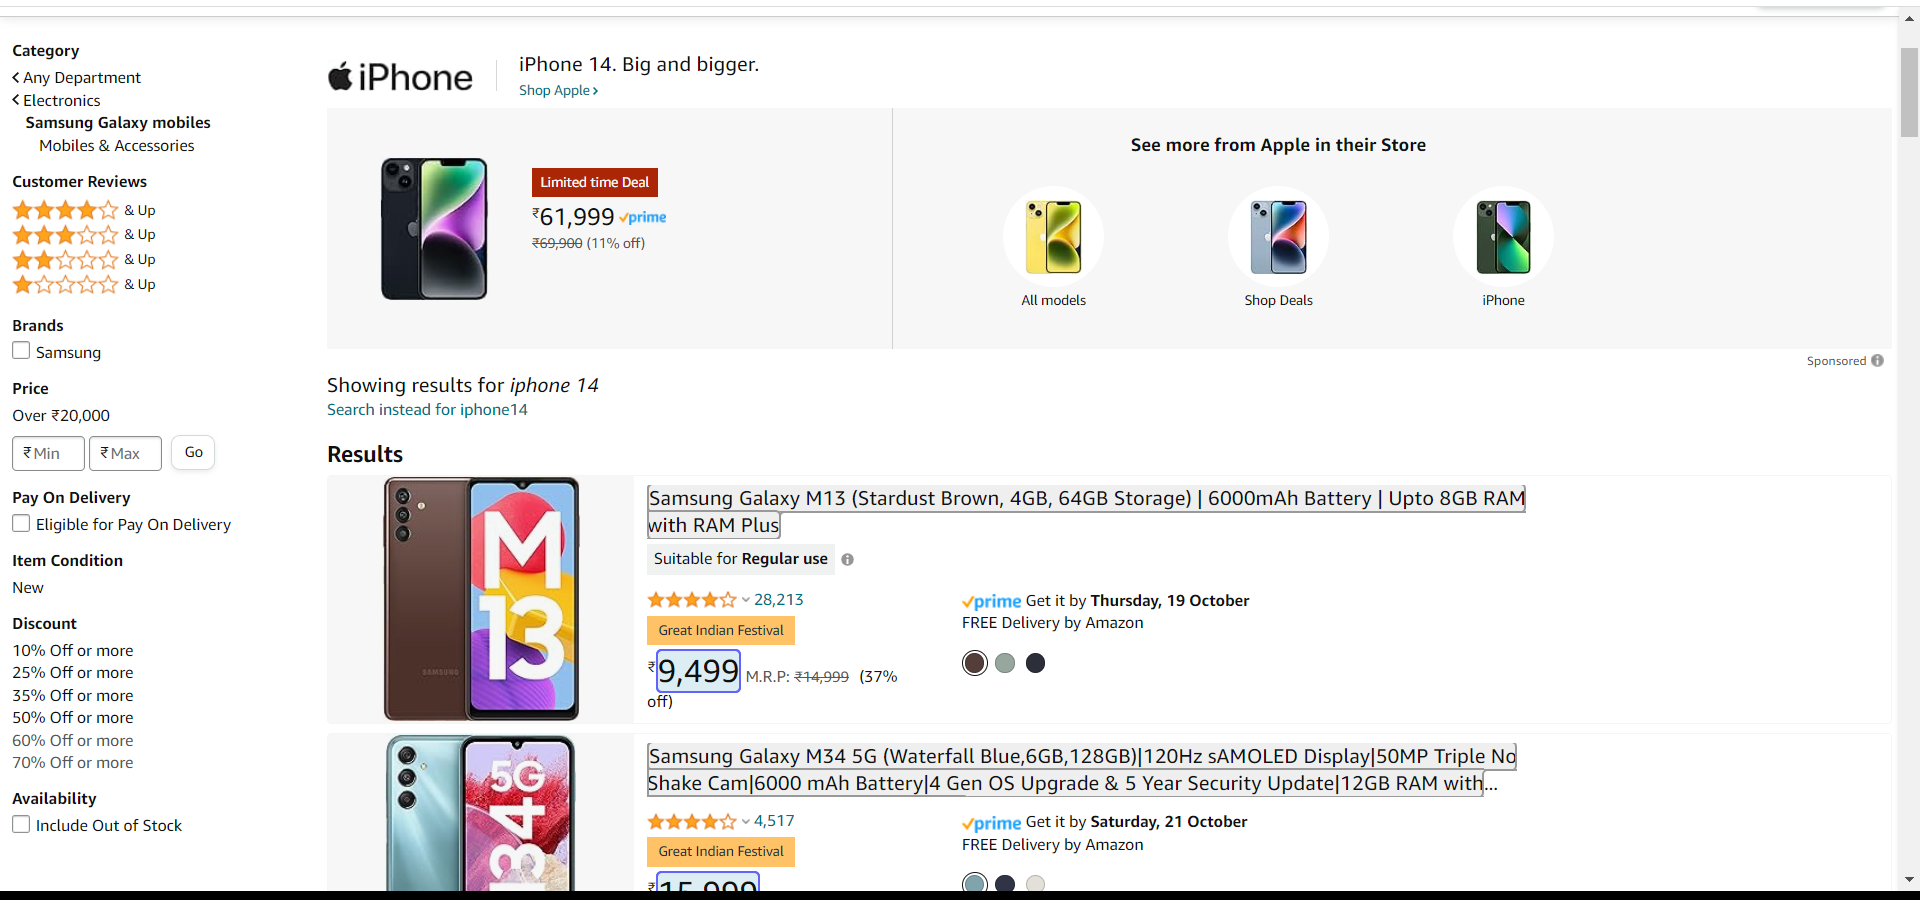 Category
Any Department
Electronics
Samsung Galaxy mobiles
Mobiles & Accessories
Customer Reviews
& Up
& Up
& Up
& Up
Brands
Samsung
Price
Over ₹20,000
₹ Min
₹ Max
Go
Pay On Delivery
Eligible for Pay On Delivery
Item Condition
New
Discount
10% Off or more
25% Off or more
35% Off or more
50% Off or more
60% Off or more
70% Off or more
Availability
Include Out of Stock
iPhone
iPhone 14. Big and bigger.
Shop Apple ›
Limited time Deal
₹61,999 prime
₹69,900 (11% off)
See more from Apple in their Store
All models
Shop Deals
iPhone
Sponsored
Showing results for iphone 14
Search instead for iphone14
Results
M
13
SAMSUNG
Samsung Galaxy M13 (Stardust Brown, 4GB, 64GB Storage) | 6000mAh Battery | Upto 8GB RAM
with RAM Plus
Suitable for Regular use
28,213
Great Indian Festival
₹9,499 M.R.P: ₹14,999 (37%
off)
prime Get it by Thursday, 19 October
FREE Delivery by Amazon
5G
Samsung Galaxy M34 5G (Waterfall Blue,6GB,128GB)|120Hz sAMOLED Display|50MP Triple No
Shake Cam|6000 mAh Battery|4 Gen OS Upgrade & 5 Year Security Update|12GB RAM with...
4,517
Great Indian Festival
₹15,999
prime Get it by Saturday, 21 October
FREE Delivery by Amazon